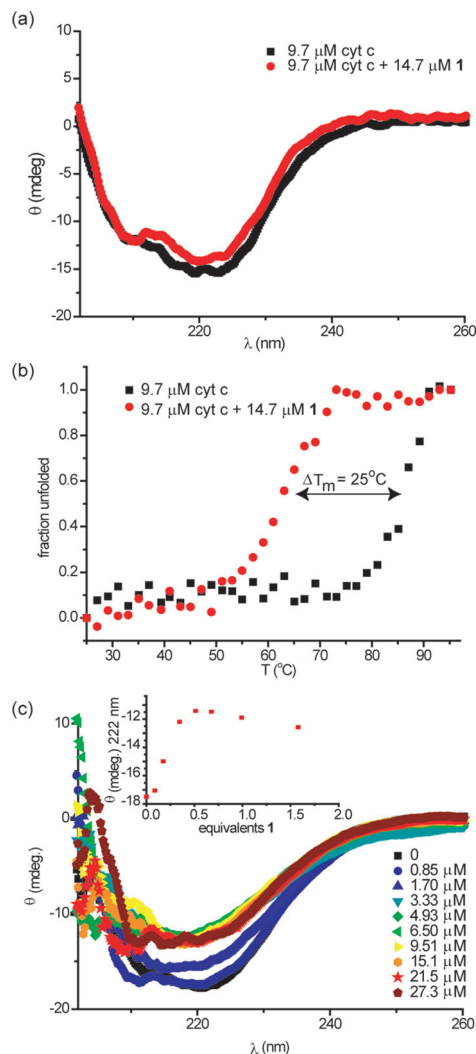 (a)
10
5
0
-5
-10
-15
-20
θ (mdeg)
9.7 μM cyt c
9.7 μM cyt c + 14.7 μM 1
220
240
260
λ (nm)
(b)
1.0
0.8
0.6
0.4
0.2
0.0
fraction unfolded
9.7 μM cyt c
9.7 μM cyt c + 14.7 μM 1
ΔTm = 25°C
30
40
50
60
70
80
90
T (°C)
(c)
10
0
-10
-20
θ (mdeg.)
-12
-14
-16
-18
θ (mdeg.) 222 nm
0.0
0.5
1.0
1.5
2.0
equivalents 1
0
0.85 μM
1.70 μM
3.33 μM
4.93 μM
6.50 μM
9.51 μM
15.1 μM
21.5 μM
27.3 μM
220
240
260
λ (nm)